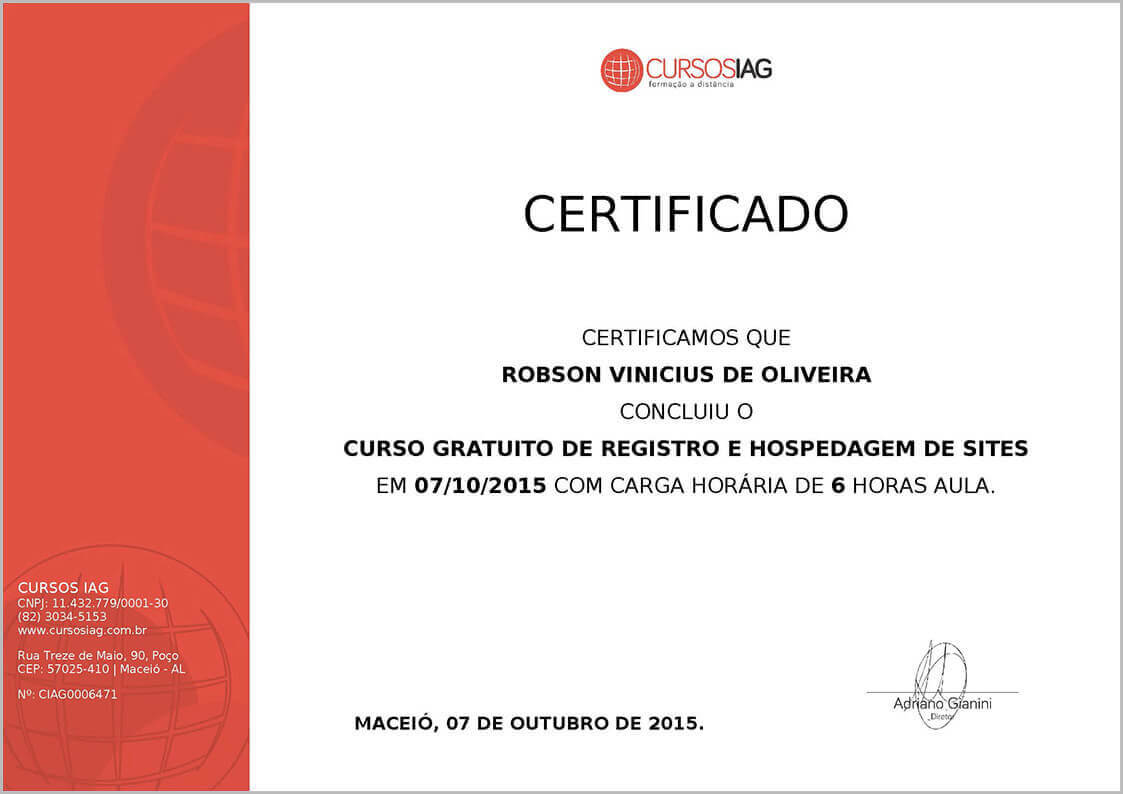 CURSOSIAG
formação a distância
CERTIFICADO
CERTIFICAMOS QUE
ROBSON VINICIUS DE OLIVEIRA
CONCLUIU O
CURSO GRATUITO DE REGISTRO E HOSPEDAGEM DE SITES
EM 07/10/2015 COM CARGA HORÁRIA DE 6 HORAS AULA.
CURSOS IAG
CNPJ: 11.432.779/0001-30
(82) 3034-5153
www.cursosiag.com.br
Rua Treze de Maio, 90, Poço
CEP: 57025-410 | Maceió - AL
Nº: CIAG0006471
Adriano Gianini
Diretor
MACEIÓ, 07 DE OUTUBRO DE 2015.